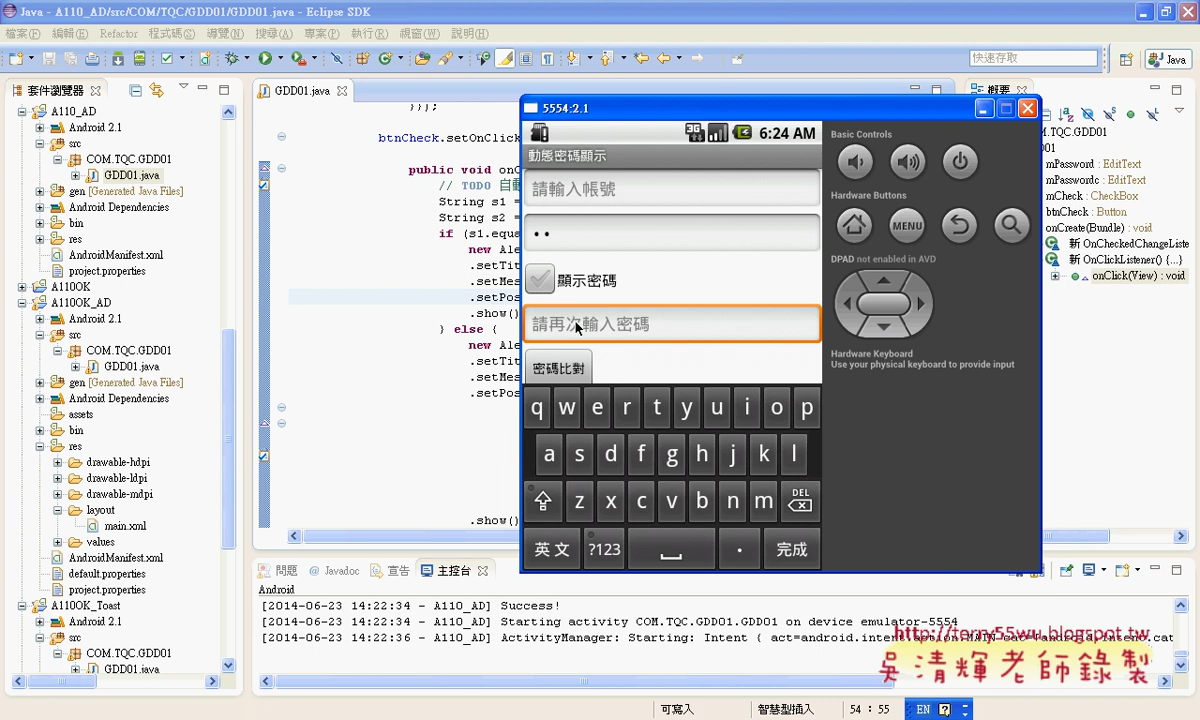 Java - A110_AD/src/COM/TQC/GDD01/GDD01.java - Eclipse SDK
檔案(F) 編輯(E) Refactor 程式碼(S) 導覽(N) 搜尋(A) 專案(P) 執行(R) 視窗(W) 說明(H)
快速存取
Java
套件瀏覽器
A110_AD
Android 2.1
src
COM.TQC.GDD01
GDD01.java
gen [Generated Java Files]
Android Dependencies
bin
res
AndroidManifest.xml
project.properties
A110OK
A110OK_AD
Android 2.1
src
COM.TQC.GDD01
GDD01.java
gen [Generated Java Files]
Android Dependencies
assets
bin
res
drawable-hdpi
drawable-ldpi
drawable-mdpi
layout
main.xml
values
AndroidManifest.xml
default.properties
project.properties
A110OK_Toast
Android 2.1
src
COM.TQC.GDD01
GDD01.java
GDD01.java
});
btnCheck.setOnClick
public void onC
// TODO 自動
String s1 =
String s2 =
if (s1.equa
new Ale
.setTit
.setMes
.setPos
.show()
} else {
new Ale
.setTit
.setMes
.setPos
.show()
5554:2.1
3G 6:24 AM
動態密碼顯示
請輸入帳號
••
顯示密碼
請再次輸入密碼
密碼比對
q w e r t y u i o p
a s d f g h j k l
z x c v b n m DEL
英文 ?123 . 完成
Basic Controls
Hardware Buttons
MENU
DPAD not enabled in AVD
Hardware Keyboard
Use your physical keyboard to provide input
概要
.TQC.GDD01
01
mPassword : EditText
mPasswordc : EditText
mCheck : CheckBox
btnCheck : Button
onCreate(Bundle) : void
新 OnCheckedChangeListe
新 OnClickListener() {...}
onClick(View) : void
問題 @ Javadoc 宣告 主控台
Android
[2014-06-23 14:22:34 - A110_AD] Success!
[2014-06-23 14:22:34 - A110_AD] Starting activity COM.TQC.GDD01.GDD01 on device emulator-5554
[2014-06-23 14:22:36 - A110_AD] ActivityManager: Starting: Intent { act=android.intent.action.MAIN cat=[android.intent.cat
http://terry55wu.blogspot.tw
吳清輝老師錄製
可寫入 智慧型插入 54 : 55 EN